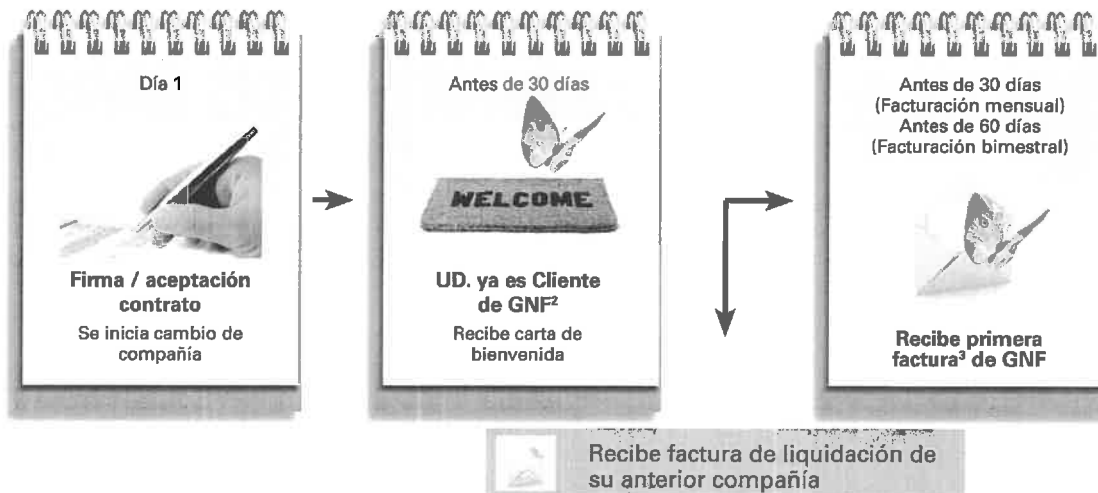 Día 1
Firma / aceptación
contrato
Se inicia cambio de
compañía
Antes de 30 días
WELCOME
UD. ya es Cliente
de GNF²
Recibe carta de
bienvenida
Antes de 30 días
(Facturación mensual)
Antes de 60 días
(Facturación bimestral)
Recibe primera
factura³ de GNF
Recibe factura de liquidación de
su anterior compañía